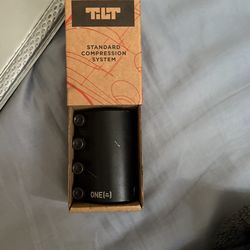 TILT
STANDARD
COMPRESSION
SYSTEM
ONE(=)